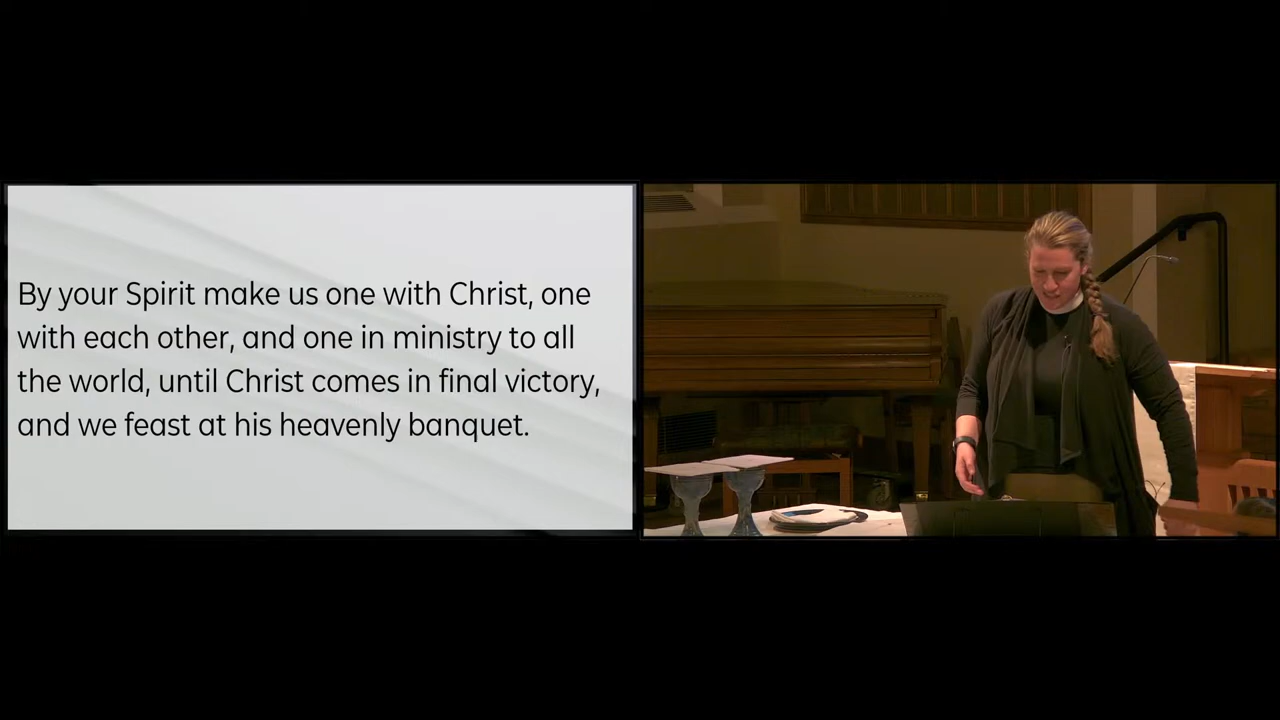 By your Spirit make us one with Christ, one
with each other, and one in ministry to all
the world, until Christ comes in final victory,
and we feast at his heavenly banquet.